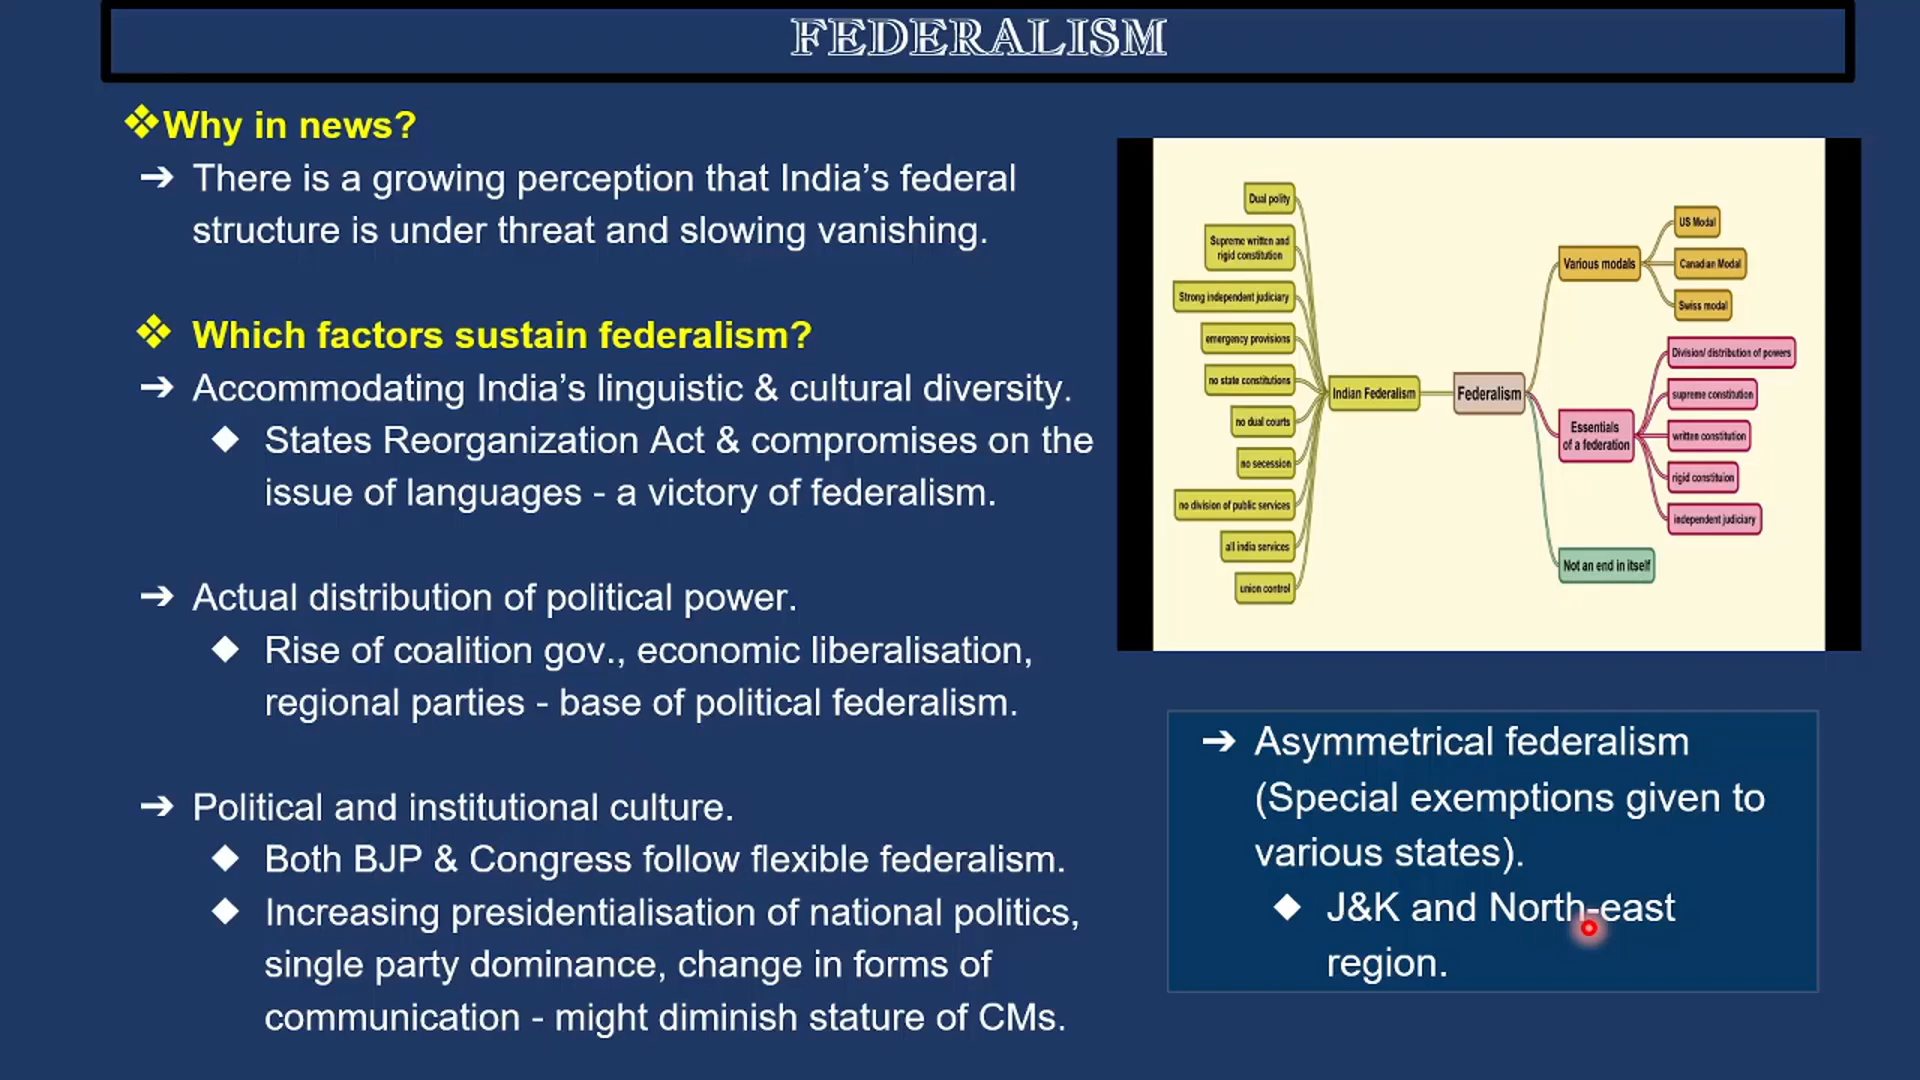 FEDERALISM
❖Why in news?
➔ There is a growing perception that India’s federal
structure is under threat and slowing vanishing.
❖ Which factors sustain federalism?
➔ Accommodating India’s linguistic & cultural diversity.
◆ States Reorganization Act & compromises on the
issue of languages - a victory of federalism.
➔ Actual distribution of political power.
◆ Rise of coalition gov., economic liberalisation,
regional parties - base of political federalism.
➔ Political and institutional culture.
◆ Both BJP & Congress follow flexible federalism.
◆ Increasing presidentialisation of national politics,
single party dominance, change in forms of
communication - might diminish stature of CMs.
Dual polity
Supreme written and
rigid constitution
Strong independent judiciary
emergency provisions
no state constitutions
no dual courts
no secession
no division of public services
all india services
union control
Indian Federalism
Federalism
Various modals
US Modal
Canadian Modal
Swiss modal
Essentials
of a federation
Division/ distribution of powers
supreme constitution
written constitution
rigid constituion
independent judiciary
Not an end in itself
➔ Asymmetrical federalism
(Special exemptions given to
various states).
◆ J&K and North-east
region.